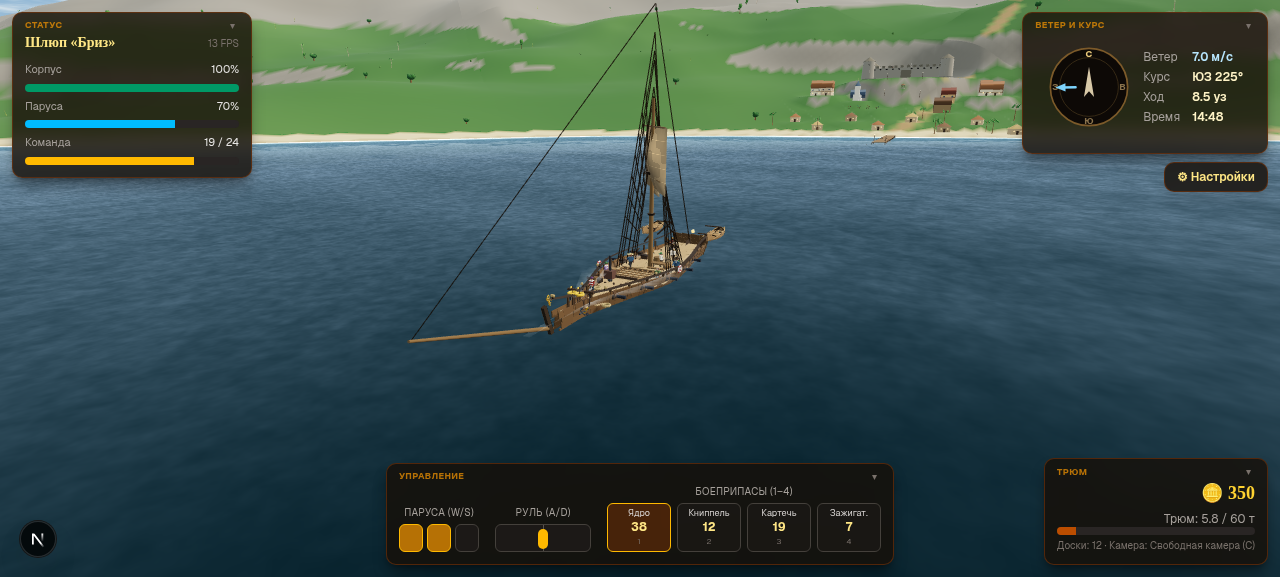 СТАТУС
Шлюп «Бриз»
13 FPS
Корпус 100%
Паруса 70%
Команда 19 / 24
ВЕТЕР И КУРС
С
З В
Ю
Ветер 7.0 м/с
Курс ЮЗ 225°
Ход 8.5 уз
Время 14:48
⚙ Настройки
УПРАВЛЕНИЕ
ПАРУСА (W/S)
РУЛЬ (A/D)
БОЕПРИПАСЫ (1–4)
Ядро
38
1
Книппель
12
2
Картечь
19
3
Зажигат.
7
4
ТРЮМ
350
Трюм: 5.8 / 60 т
Доски: 12 · Камера: Свободная камера (C)
N